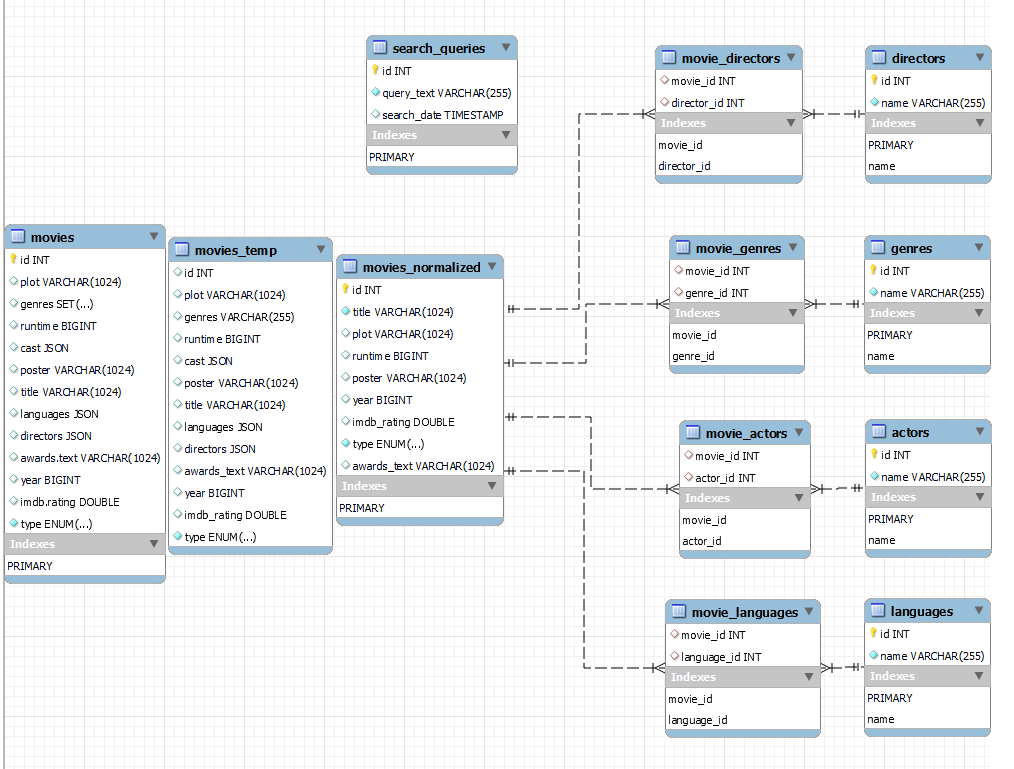 search_queries
id INT
query_text VARCHAR(255)
search_date TIMESTAMP
Indexes
PRIMARY
movie_directors
movie_id INT
director_id INT
Indexes
movie_id
director_id
directors
id INT
name VARCHAR(255)
Indexes
PRIMARY
name
movies
id INT
plot VARCHAR(1024)
genres SET(...)
runtime BIGINT
cast JSON
poster VARCHAR(1024)
title VARCHAR(1024)
languages JSON
directors JSON
awards.text VARCHAR(1024)
year BIGINT
imdb.rating DOUBLE
type ENUM(...)
Indexes
PRIMARY
movies_temp
id INT
plot VARCHAR(1024)
genres VARCHAR(255)
runtime BIGINT
cast JSON
poster VARCHAR(1024)
title VARCHAR(1024)
languages JSON
directors JSON
awards_text VARCHAR(1024)
year BIGINT
imdb_rating DOUBLE
type ENUM(...)
movies_normalized
id INT
title VARCHAR(1024)
plot VARCHAR(1024)
runtime BIGINT
poster VARCHAR(1024)
year BIGINT
imdb_rating DOUBLE
type ENUM(...)
awards_text VARCHAR(1024)
Indexes
PRIMARY
movie_genres
movie_id INT
genre_id INT
Indexes
movie_id
genre_id
genres
id INT
name VARCHAR(255)
Indexes
PRIMARY
name
movie_actors
movie_id INT
actor_id INT
Indexes
movie_id
actor_id
actors
id INT
name VARCHAR(255)
Indexes
PRIMARY
name
movie_languages
movie_id INT
language_id INT
Indexes
movie_id
language_id
languages
id INT
name VARCHAR(255)
Indexes
PRIMARY
name